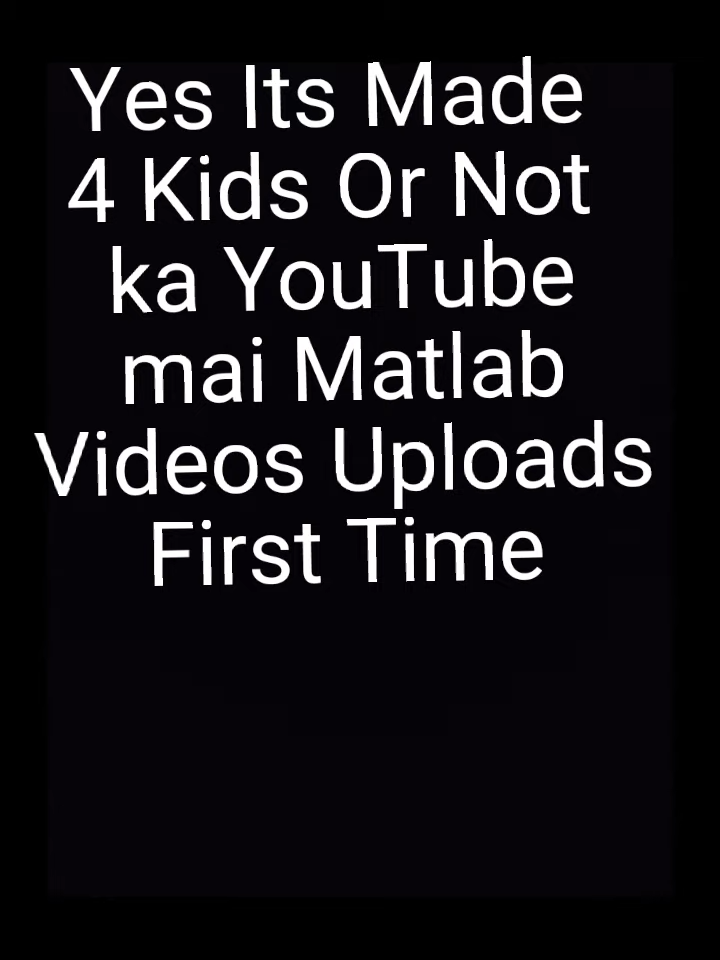 Yes Its Made
4 Kids Or Not
ka YouTube
mai Matlab
Videos Uploads
First Time